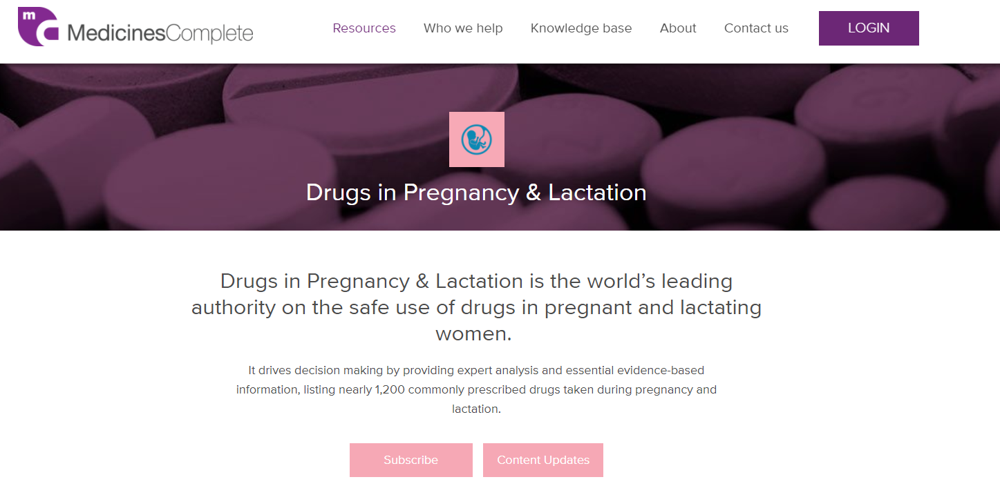 m
MedicinesComplete
Resources
Who we help
Knowledge base
About
Contact us
LOGIN
Drugs in Pregnancy & Lactation
Drugs in Pregnancy & Lactation is the world’s leading
authority on the safe use of drugs in pregnant and lactating
women.
It drives decision making by providing expert analysis and essential evidence-based
information, listing nearly 1,200 commonly prescribed drugs taken during pregnancy and
lactation.
Subscribe
Content Updates